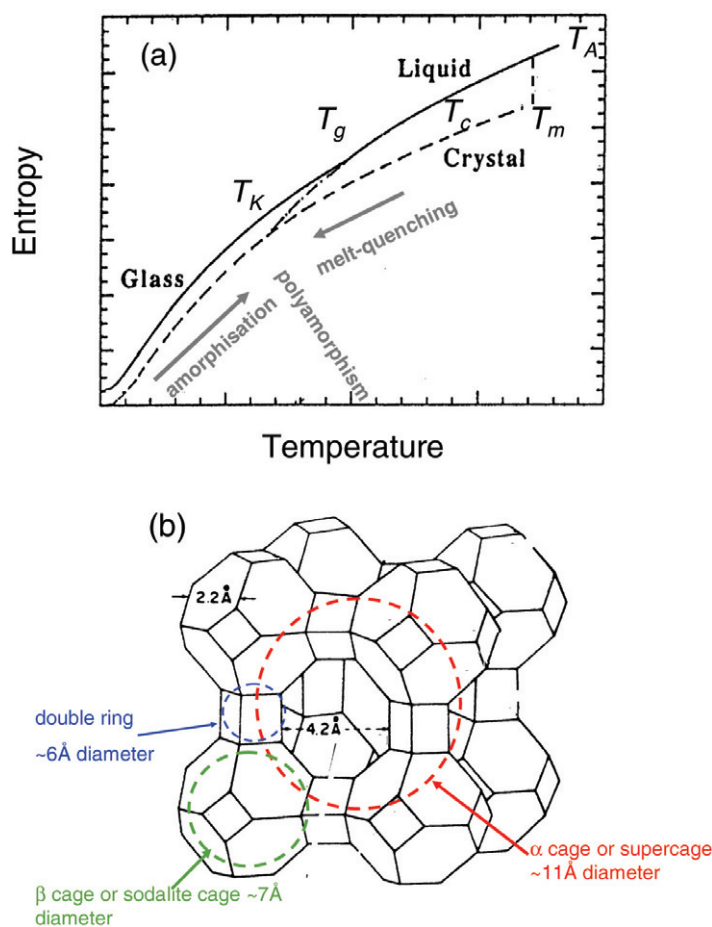 (a)
T_A
Liquid
T_g
T_c
T_m
Crystal
T_K
melt-quenching
Glass
polyamorphism
amorphisation
Entropy
Temperature
(b)
2.2Å
double ring
~6Å diameter
4.2Å
α cage or supercage
~11Å diameter
β cage or sodalite cage ~7Å
diameter